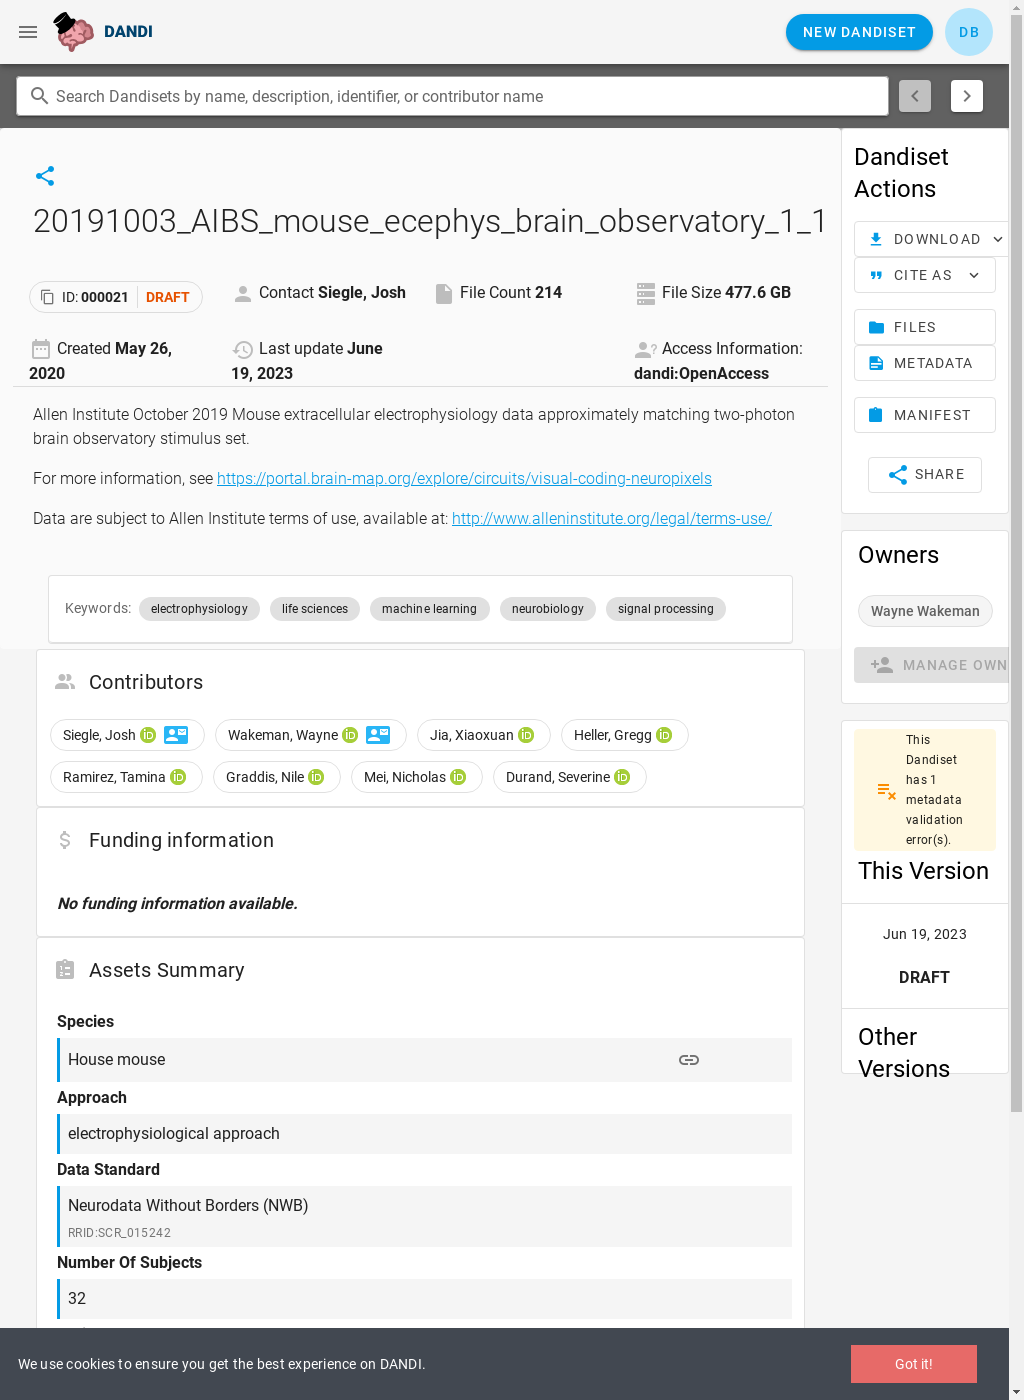 DANDI
NEW DANDISET
DB
Search Dandisets by name, description, identifier, or contributor name
20191003_AIBS_mouse_ecephys_brain_observatory_1_1
ID: 000021 DRAFT
Contact Siegle, Josh
File Count 214
File Size 477.6 GB
Created May 26,
2020
Last update June
19, 2023
Access Information:
dandi:OpenAccess
Allen Institute October 2019 Mouse extracellular electrophysiology data approximately matching two-photon
brain observatory stimulus set.
For more information, see https://portal.brain-map.org/explore/circuits/visual-coding-neuropixels
Data are subject to Allen Institute terms of use, available at: http://www.alleninstitute.org/legal/terms-use/
Keywords: electrophysiology life sciences machine learning neurobiology signal processing
Contributors
Siegle, Josh iD Wakeman, Wayne iD Jia, Xiaoxuan iD Heller, Gregg iD
Ramirez, Tamina iD Graddis, Nile iD Mei, Nicholas iD Durand, Severine iD
Funding information
No funding information available.
Assets Summary
Species
House mouse
Approach
electrophysiological approach
Data Standard
Neurodata Without Borders (NWB)
RRID:SCR_015242
Number Of Subjects
32
Dandiset
Actions
DOWNLOAD
CITE AS
FILES
METADATA
MANIFEST
SHARE
Owners
Wayne Wakeman
MANAGE OWN
This
Dandiset
has 1
metadata
validation
error(s).
This Version
Jun 19, 2023
DRAFT
Other
Versions
We use cookies to ensure you get the best experience on DANDI.
Got it!